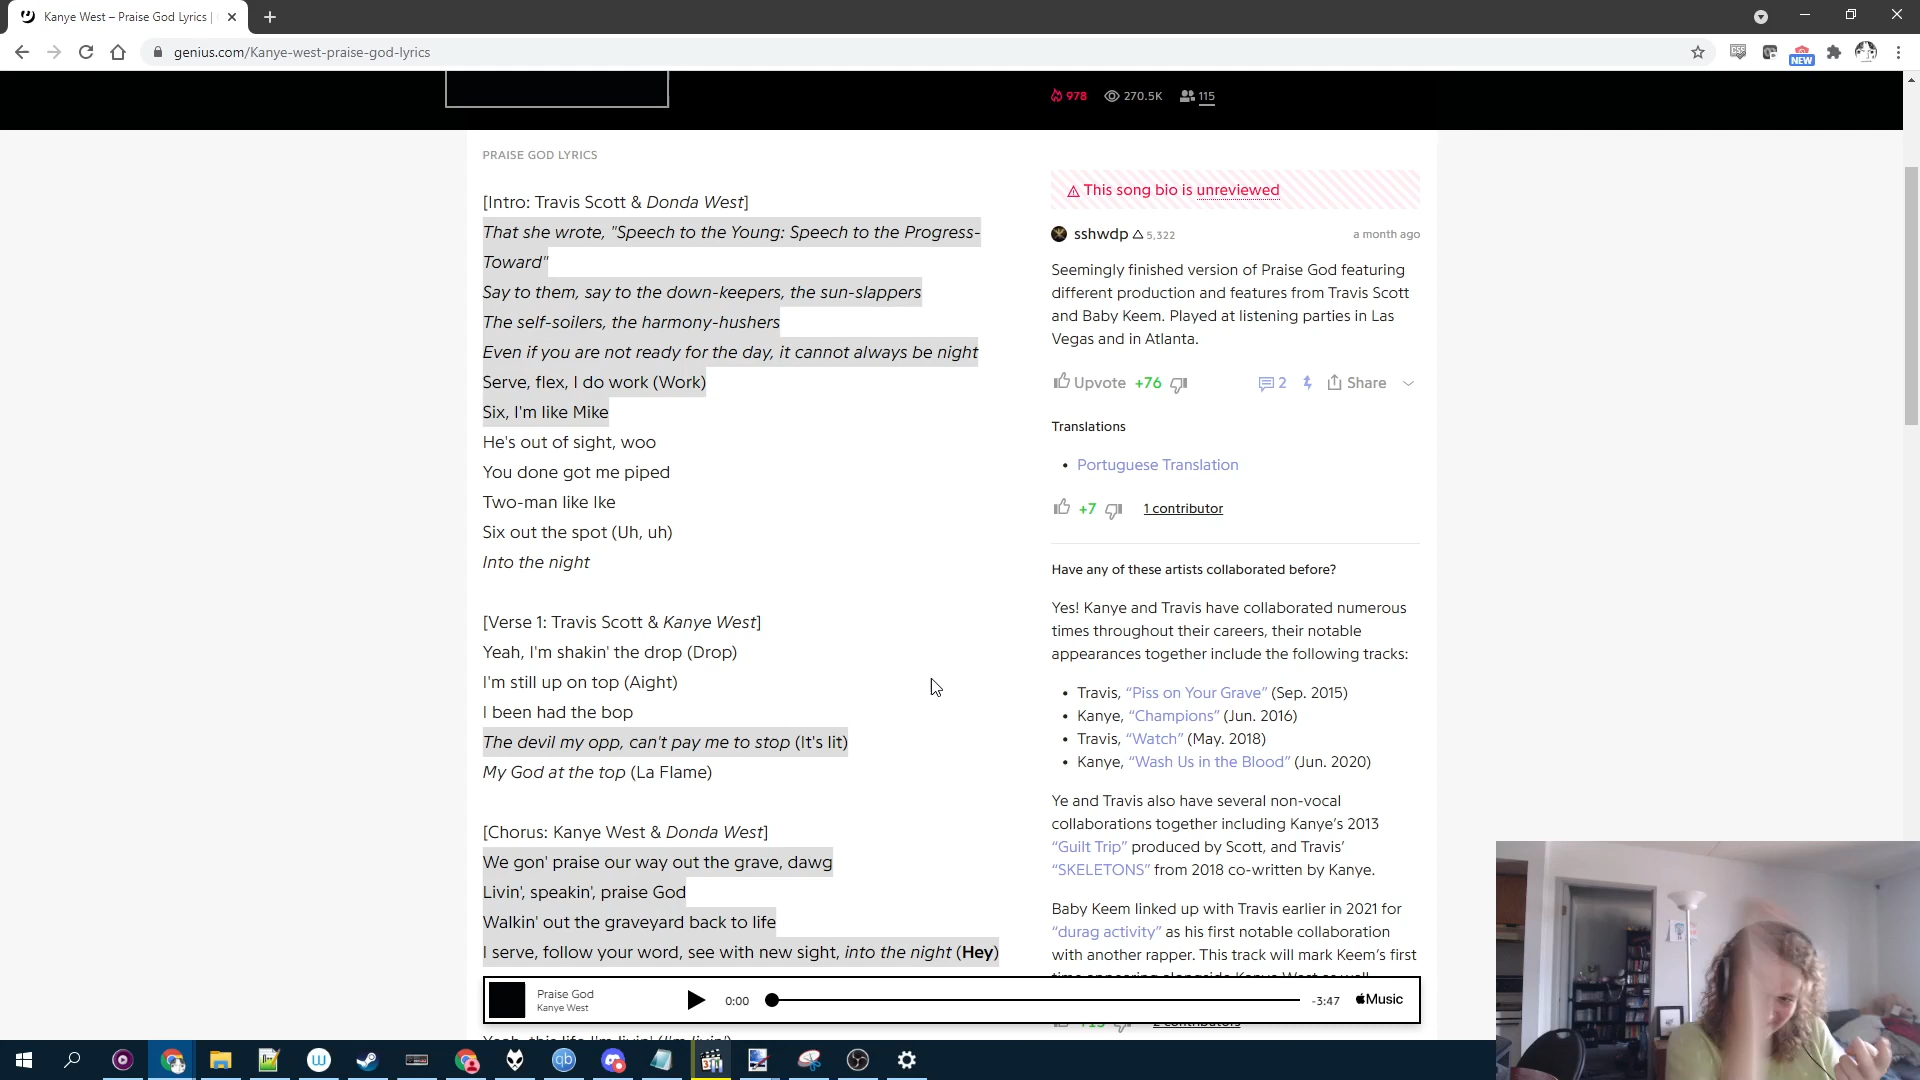 Kanye West – Praise God Lyrics |
genius.com/Kanye-west-praise-god-lyrics
NEW
978
270.5K
115
PRAISE GOD LYRICS
[Intro: Travis Scott & Donda West]
That she wrote, "Speech to the Young: Speech to the Progress-
Toward"
Say to them, say to the down-keepers, the sun-slappers
The self-soilers, the harmony-hushers
Even if you are not ready for the day, it cannot always be night
Serve, flex, I do work (Work)
Six, I'm like Mike
He's out of sight, woo
You done got me piped
Two-man like Ike
Six out the spot (Uh, uh)
Into the night
[Verse 1: Travis Scott & Kanye West]
Yeah, I'm shakin' the drop (Drop)
I'm still up on top (Aight)
I been had the bop
The devil my opp, can't pay me to stop (It's lit)
My God at the top (La Flame)
[Chorus: Kanye West & Donda West]
We gon' praise our way out the grave, dawg
Livin', speakin', praise God
Walkin' out the graveyard back to life
I serve, follow your word, see with new sight, into the night (Hey)
This song bio is unreviewed
sshwdp 5,322
a month ago
Seemingly finished version of Praise God featuring
different production and features from Travis Scott
and Baby Keem. Played at listening parties in Las
Vegas and in Atlanta.
Upvote +76
2
Share
Translations
• Portuguese Translation
+7
1 contributor
Have any of these artists collaborated before?
Yes! Kanye and Travis have collaborated numerous
times throughout their careers, their notable
appearances together include the following tracks:
• Travis, “Piss on Your Grave” (Sep. 2015)
• Kanye, “Champions” (Jun. 2016)
• Travis, “Watch” (May. 2018)
• Kanye, “Wash Us in the Blood” (Jun. 2020)
Ye and Travis also have several non-vocal
collaborations together including Kanye’s 2013
“Guilt Trip” produced by Scott, and Travis’
“SKELETONS” from 2018 co-written by Kanye.
Baby Keem linked up with Travis earlier in 2021 for
“durag activity” as his first notable collaboration
with another rapper. This track will mark Keem’s first
Praise God
Kanye West
0:00
-3:47
Music